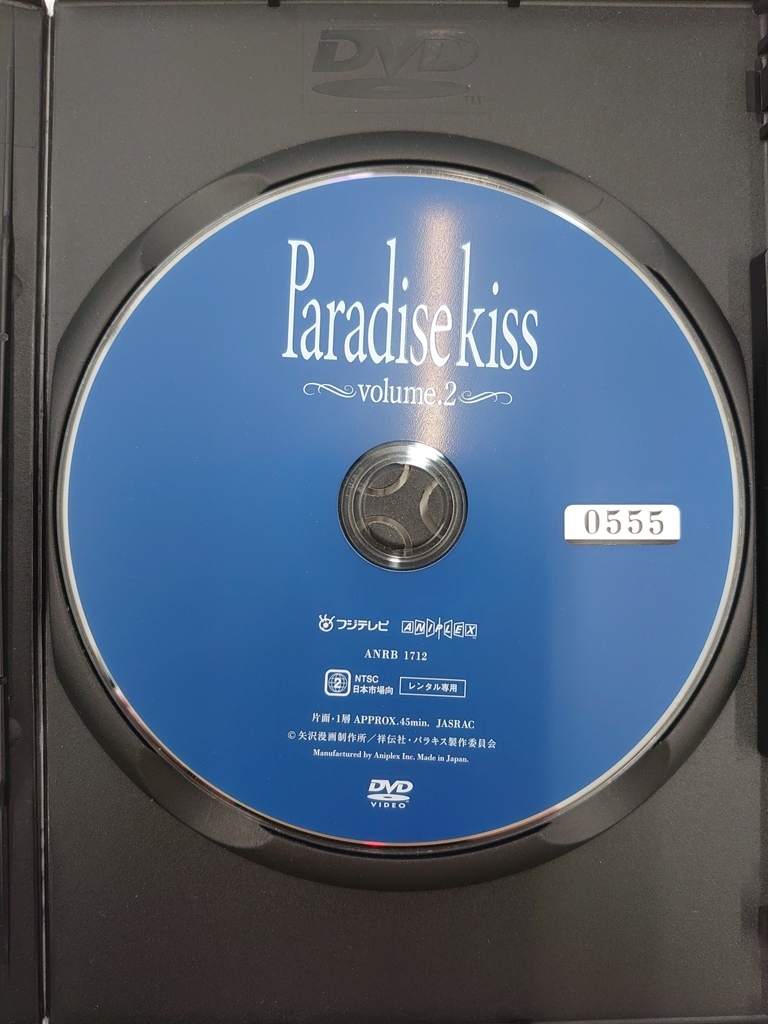 DVD
TM
Paradise kiss
volume.2
0555
フジテレビ ANIPLEX
ANRB 1712
2 NTSC
日本市場向 レンタル専用
片面・1層 APPROX.45min. JASRAC
©矢沢漫画制作所／祥伝社・パラキス製作委員会
Manufactured by Aniplex Inc. Made in Japan.
DVD
VIDEO